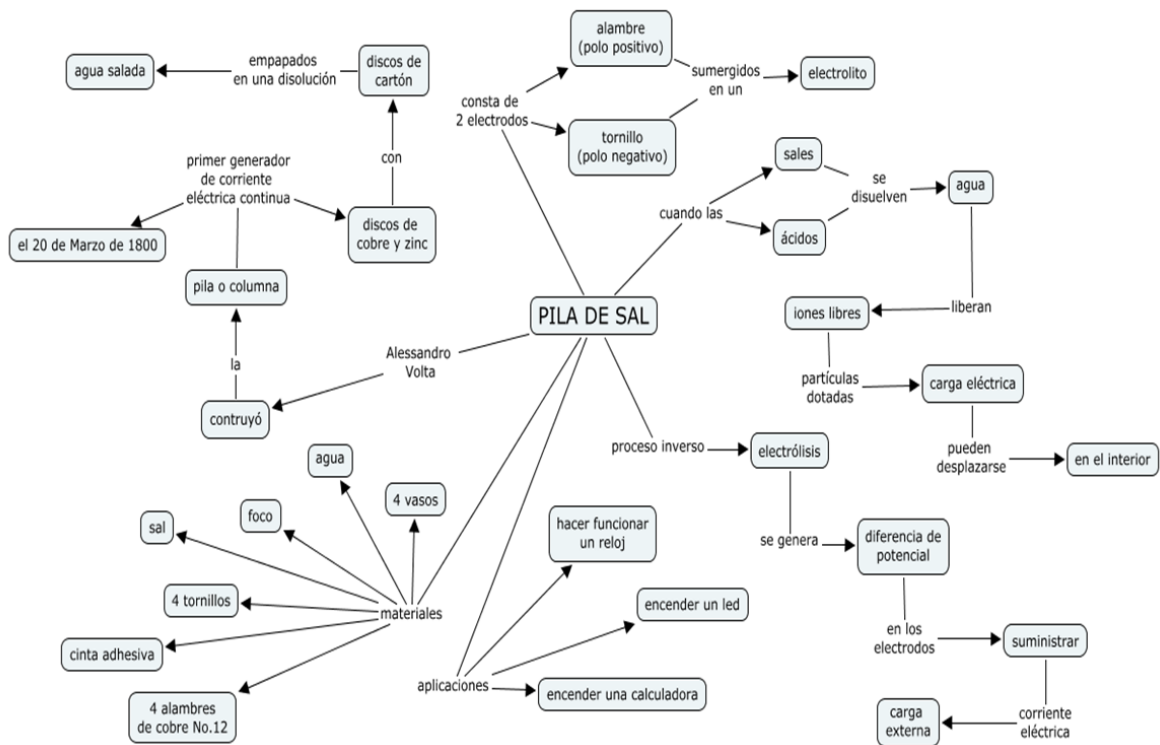 alambre
(polo positivo)
sumergidos
en un
electrolito
consta de
2 electrodos
tornillo
(polo negativo)
discos de
cartón
empapados
en una disolución
agua salada
con
primer generador
de corriente
eléctrica continua
el 20 de Marzo de 1800
discos de
cobre y zinc
pila o columna
la
contruyó
Alessandro
Volta
PILA DE SAL
cuando las
sales
ácidos
se
disuelven
agua
liberan
iones libres
partículas
dotadas
carga eléctrica
pueden
desplazarse
en el interior
proceso inverso
electrólisis
se genera
diferencia de
potencial
en los
electrodos
suministrar
corriente
eléctrica
carga
externa
materiales
agua
4 vasos
foco
sal
4 tornillos
cinta adhesiva
4 alambres
de cobre No.12
aplicaciones
hacer funcionar
un reloj
encender un led
encender una calculadora